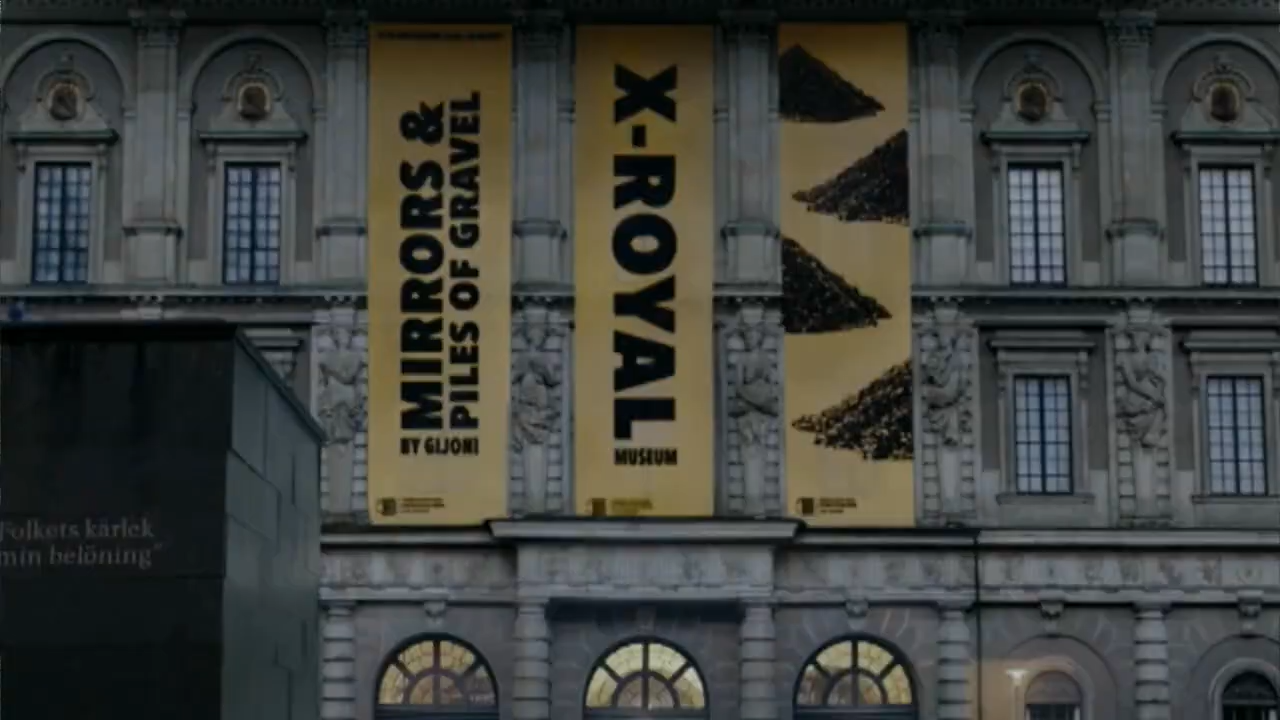 MIRRORS &
PILES OF GRAVEL
BY GIJONI
X-ROYAL
MUSEUM
Folkets kärlek
min belöning"